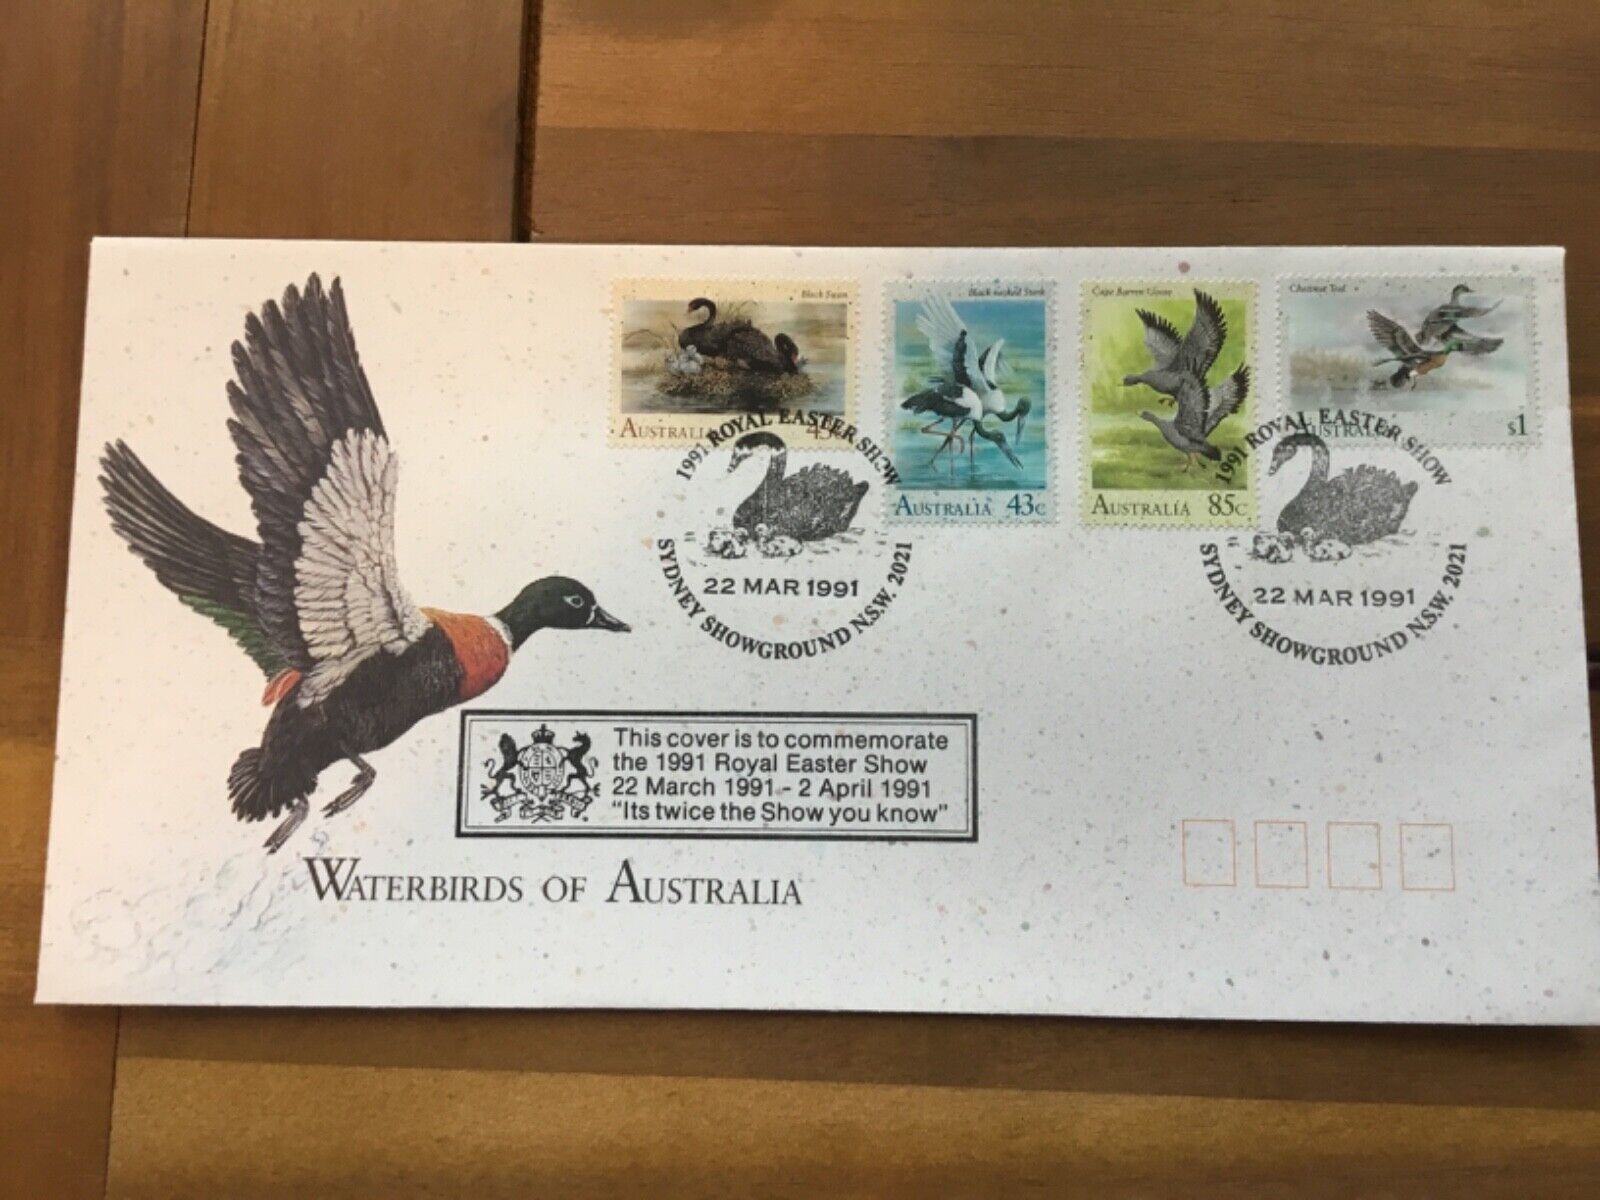 Black Swan
AUSTRALIA 43c
Black-necked Stork
AUSTRALIA 43c
Cape Barren Goose
AUSTRALIA 85c
Chestnut Teal
AUSTRALIA $1
1991 ROYAL EASTER SHOW
22 MAR 1991
SYDNEY SHOWGROUND N.S.W. 2021
1991 ROYAL EASTER SHOW
22 MAR 1991
SYDNEY SHOWGROUND N.S.W. 2021
This cover is to commemorate
the 1991 Royal Easter Show
22 March 1991 - 2 April 1991
"Its twice the Show you know"
WATERBIRDS OF AUSTRALIA